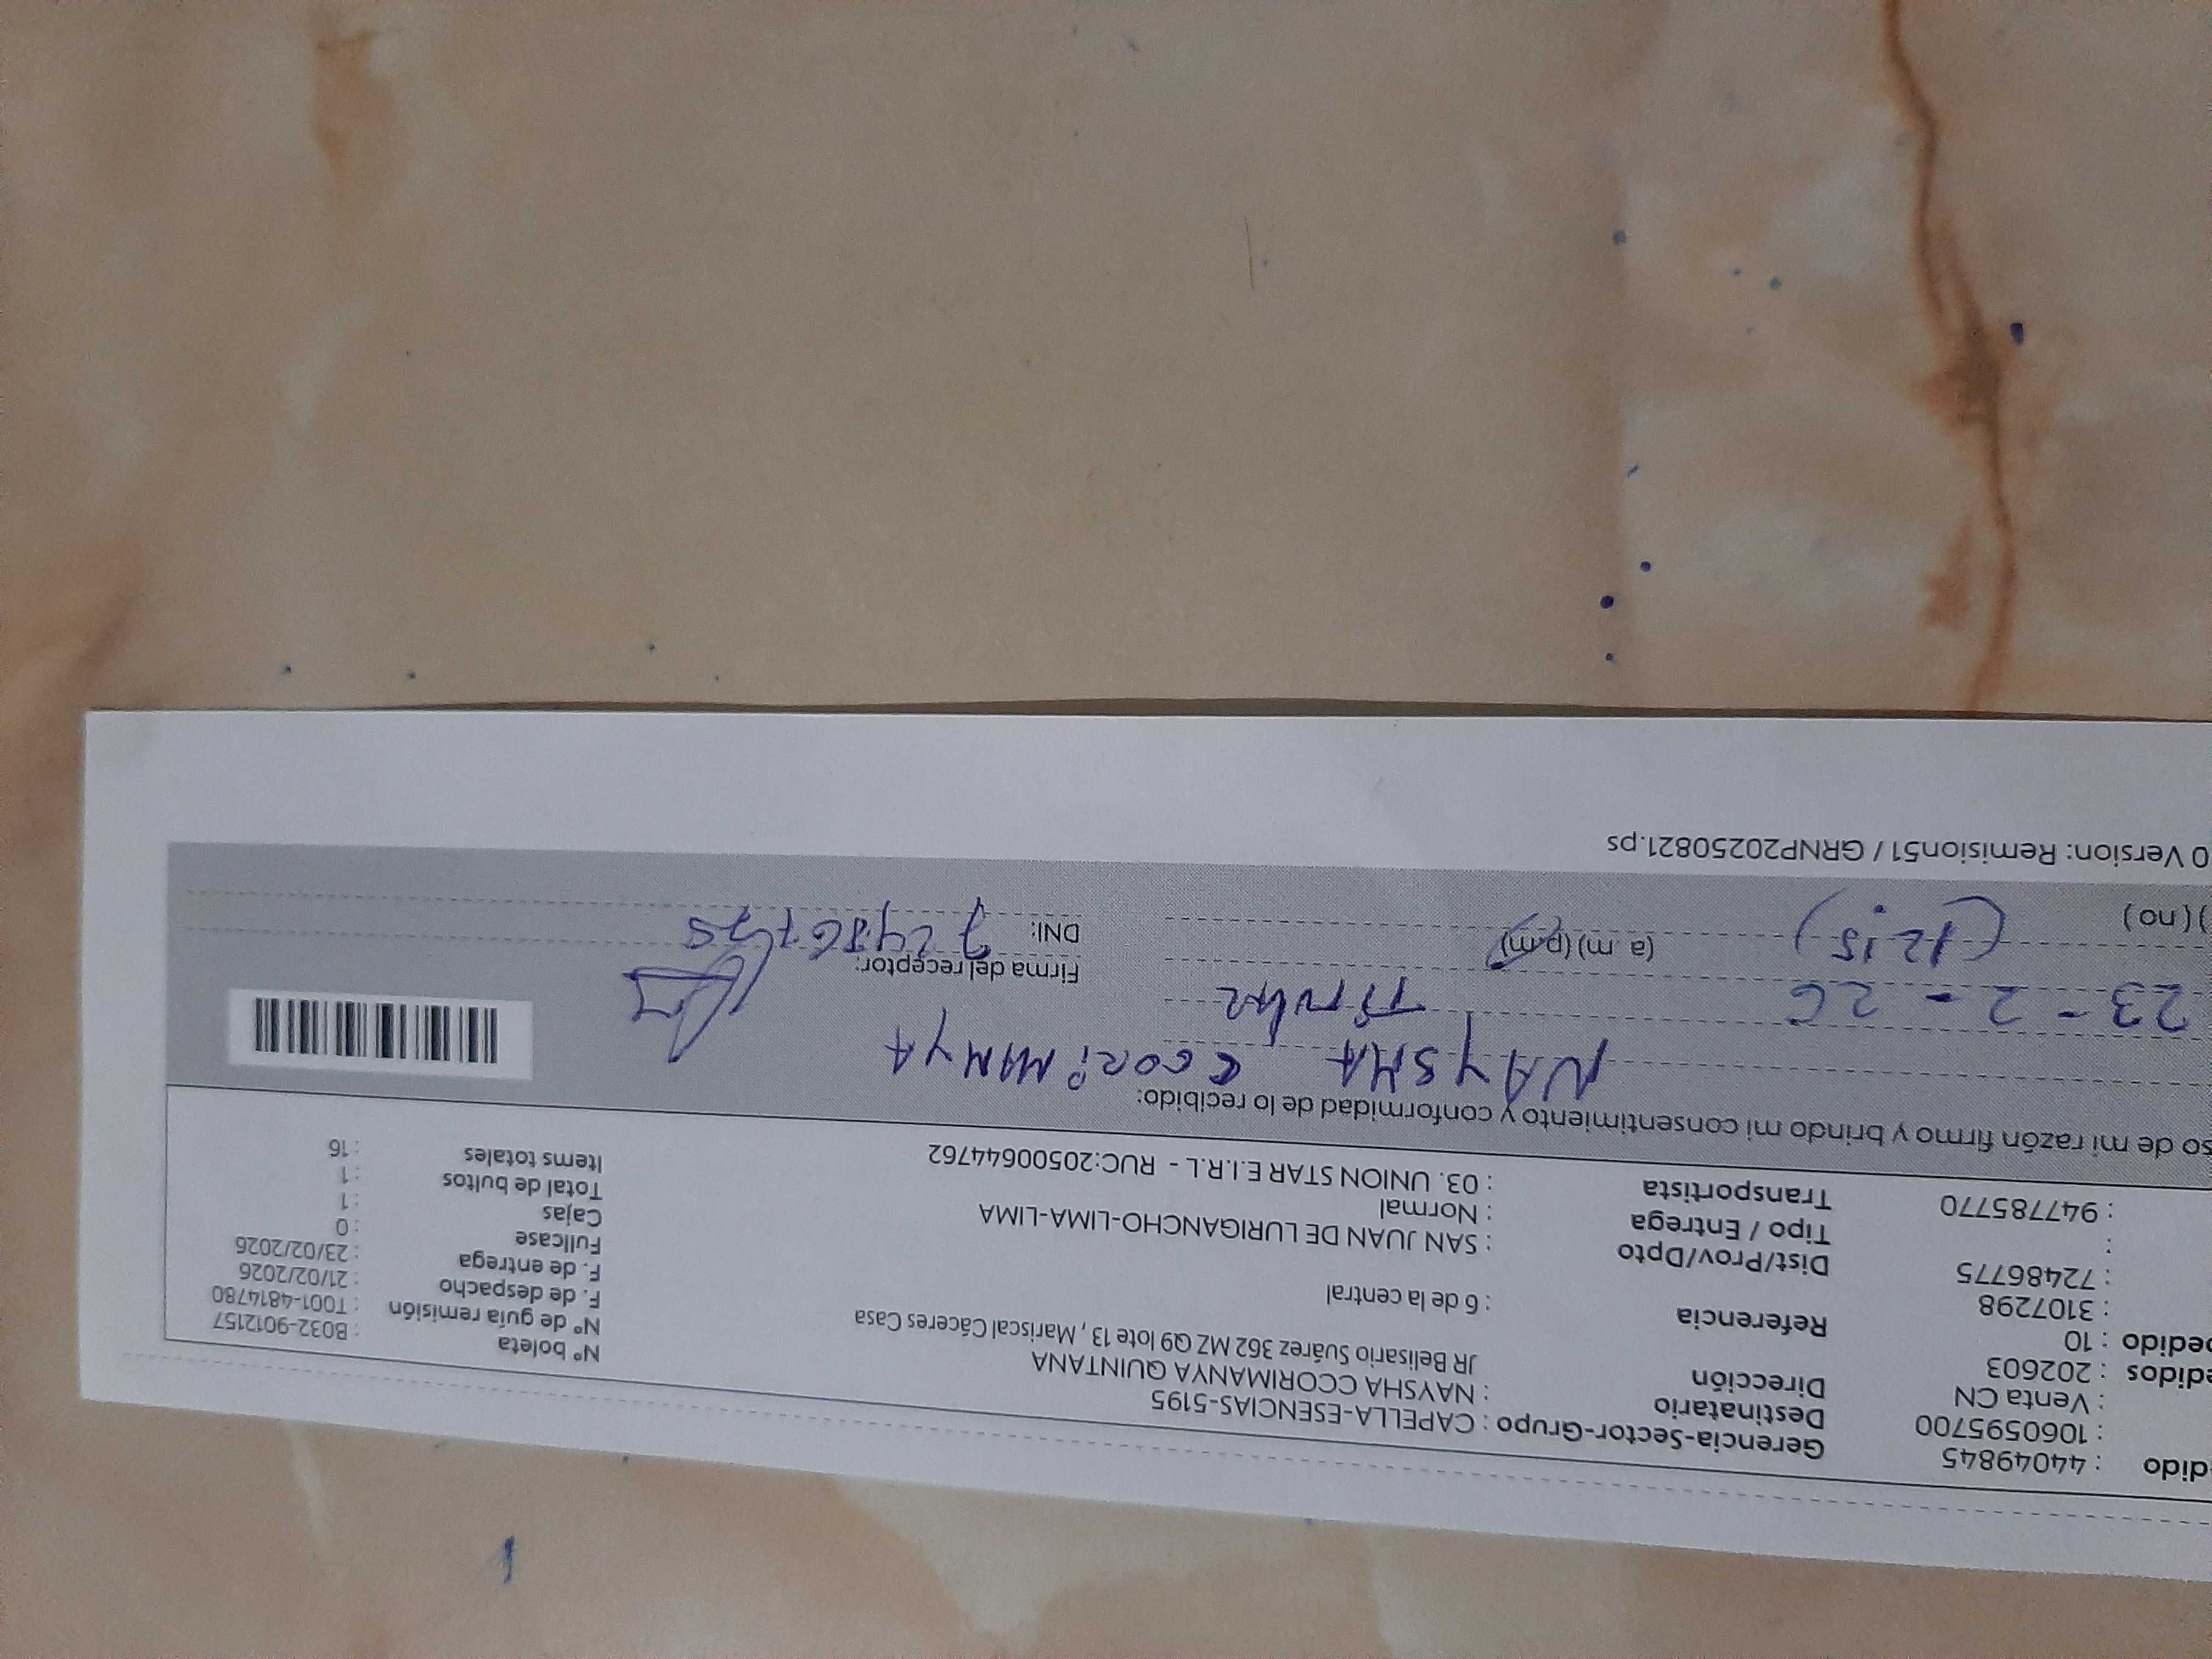 edido : 44049845
: 1060595700
: Venta CN
edidos : 202603
pedido : 10
: 3107298
: 72486775
:
: 947785770
Gerencia-Sector-Grupo : CAPELLA-ESENCIAS-5195
Destinatario : NAYSHA CCORIMANYA QUINTANA
Dirección JR Belisario Suárez 362 MZ Q9 lote 13 , Mariscal Cáceres Casa
Referencia : 6 de la central
Dist/Prov/Dpto : SAN JUAN DE LURIGANCHO-LIMA-LIMA
Tipo / Entrega : Normal
Transportista : 03. UNION STAR E.I.R.L - RUC:20500644762
N° boleta : B032-9012157
N° de guía remisión : T001-4814780
F. de despacho : 21/02/2026
F. de entrega : 23/02/2026
Fullcase : 0
Cajas : 1
Total de bultos : 1
Items totales : 16
so de mi razón firmo y brindo mi consentimiento y conformidad de lo recibido:
NAYSHA CCORIMANYA
23 - 2 - 26 Titular
(12:15) (a. m) (p.m)
Firma del receptor:
DNI: 72486775
) ( no )
0 Version: Remision51 / GRNP20250821.ps